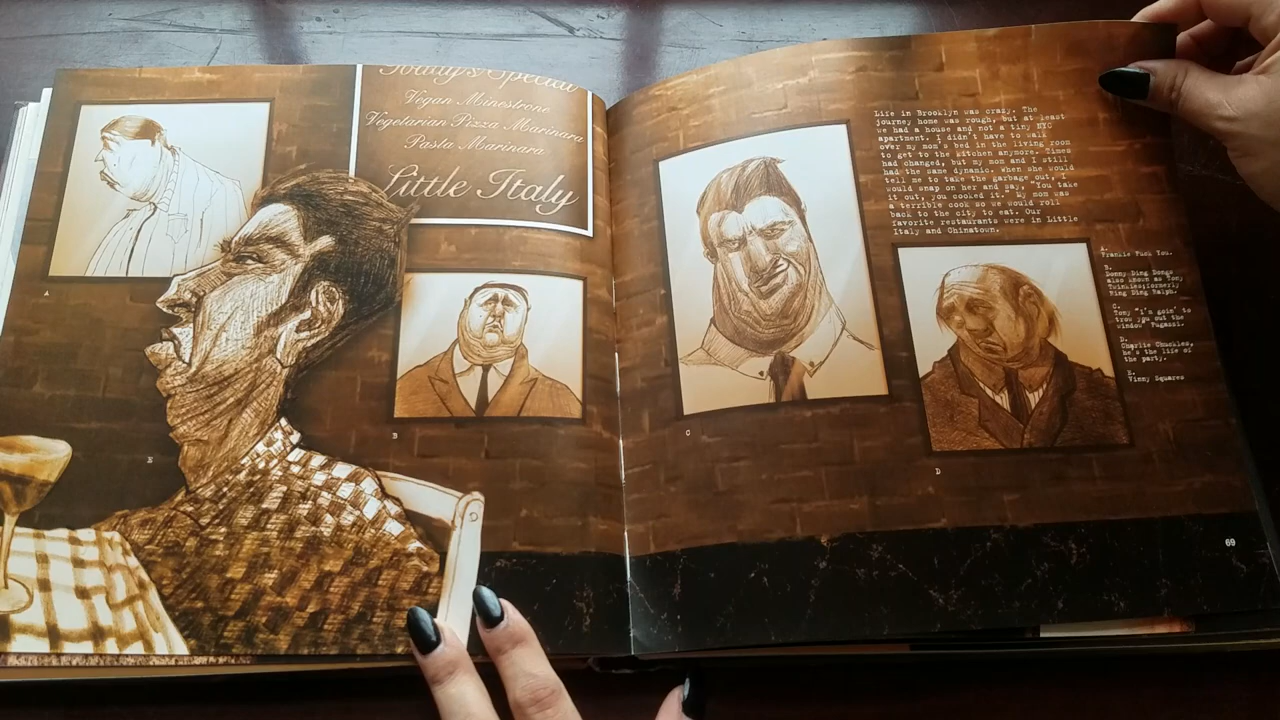 Today's Special
Vegan Minestrone
Vegetarian Pizza Marinara
Pasta Marinara
Little Italy
A
B
E
Life in Brooklyn was crazy. The
journey home was rough, but at least
we had a house and not a tiny NYC
apartment. I didn't have to walk
over my mom's bed in the living room
to get to the kitchen anymore. Times
had changed, but my mom and I still
had the same dynamic. When she would
tell me to take the garbage out, I
would snap on her and say, "You take
it out, you cooked it." My mom was
a terrible cook so we would roll
back to the city to eat. Our
favorite restaurants were in Little
Italy and Chinatown.
C
D
A.
Frankie Fuck You.
B.
Donny Ding Dongs
also known as Tony
Twinkies;formerly
Ring Ding Ralph.
C.
Tony "I'm goin' to
trow you out the
window" Fugassi.
D.
Charlie Chuckles,
he's the life of
the party.
E.
Vinny Squares
69